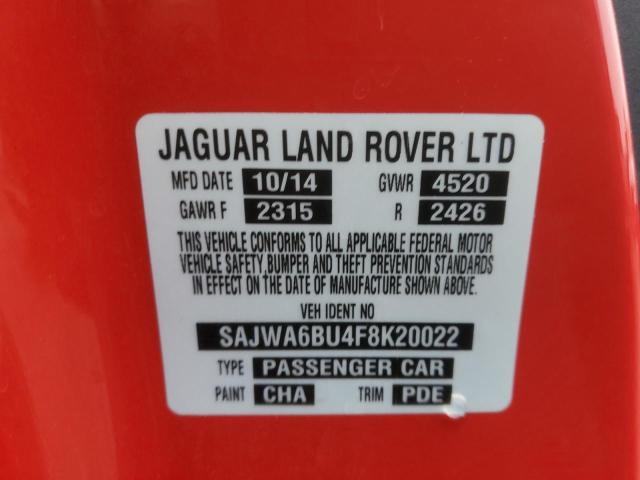 JAGUAR LAND ROVER LTD
MFD DATE 10/14 GVWR 4520
GAWR F 2315 R 2426
THIS VEHICLE CONFORMS TO ALL APPLICABLE FEDERAL MOTOR
VEHICLE SAFETY,BUMPER AND THEFT PREVENTION STANDARDS
IN EFFECT ON THE DATE OF MANUFACTURE SHOWN ABOVE.
VEH IDENT NO
SAJWA6BU4F8K20022
TYPE PASSENGER CAR
PAINT CHA TRIM PDE